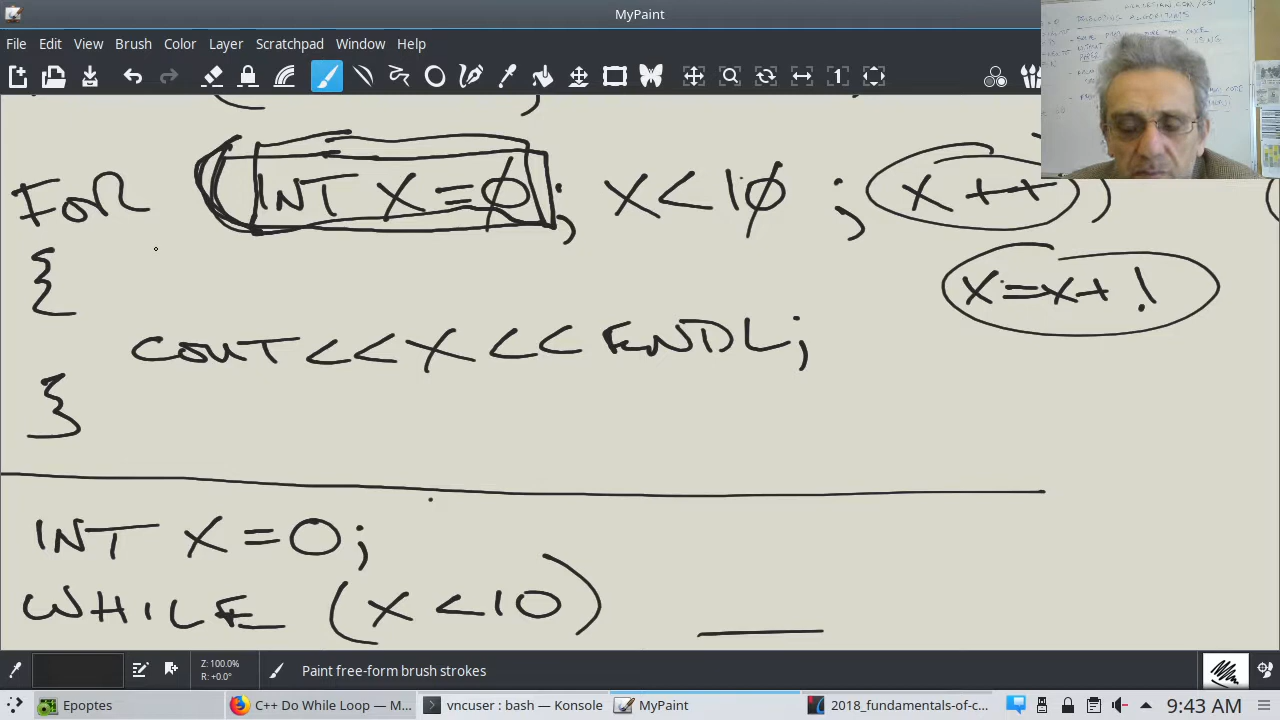 MyPaint
File Edit View Brush Color Layer Scratchpad Window Help
DEVELOPING ALGORITHMS
FOR (INT X=0; X<10; X++)
{
X=X+1
COUT<<X<<ENDL;
}
INT X=0;
WHILE (X<10)
Z: 100.0%
R: +0.0°
Paint free-form brush strokes
Epoptes
C++ Do While Loop — M...
vncuser : bash — Konsole
MyPaint
2018_fundamentals-of-c...
9:43 AM